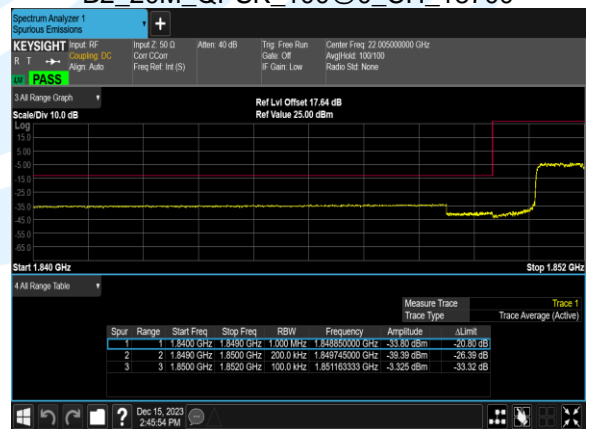 B2_20M_QPSK_100@0_CH_18700
Spectrum Analyzer 1
Spurious Emissions
KEYSIGHT Input: RF Input Z: 50 Ω Atten: 40 dB Trig: Free Run Center Freq: 22.005000000 GHz
R T Coupling: DC Corr CCorr Gate: Off Avg|Hold: 100/100
Align: Auto Freq Ref: Int (S) IF Gain: Low Radio Std: None
PASS
3 All Range Graph
Ref Lvl Offset 17.64 dB
Scale/Div 10.0 dB Ref Value 25.00 dBm
Log
15.0
5.00
-5.00
-15.0
-25.0
-35.0
-45.0
-55.0
-65.0
Start 1.840 GHz Stop 1.852 GHz
4 All Range Table
Measure Trace Trace 1
Trace Type Trace Average (Active)
Spur Range Start Freq Stop Freq RBW Frequency Amplitude ΔLimit
1 1 1.8400 GHz 1.8490 GHz 1.000 MHz 1.848850000 GHz -33.80 dBm -20.80 dB
2 2 1.8490 GHz 1.8500 GHz 200.0 kHz 1.849745000 GHz -39.39 dBm -26.39 dB
3 3 1.8500 GHz 1.8520 GHz 100.0 kHz 1.851163333 GHz -3.325 dBm -33.32 dB
? Dec 15, 2023
2:45:54 PM